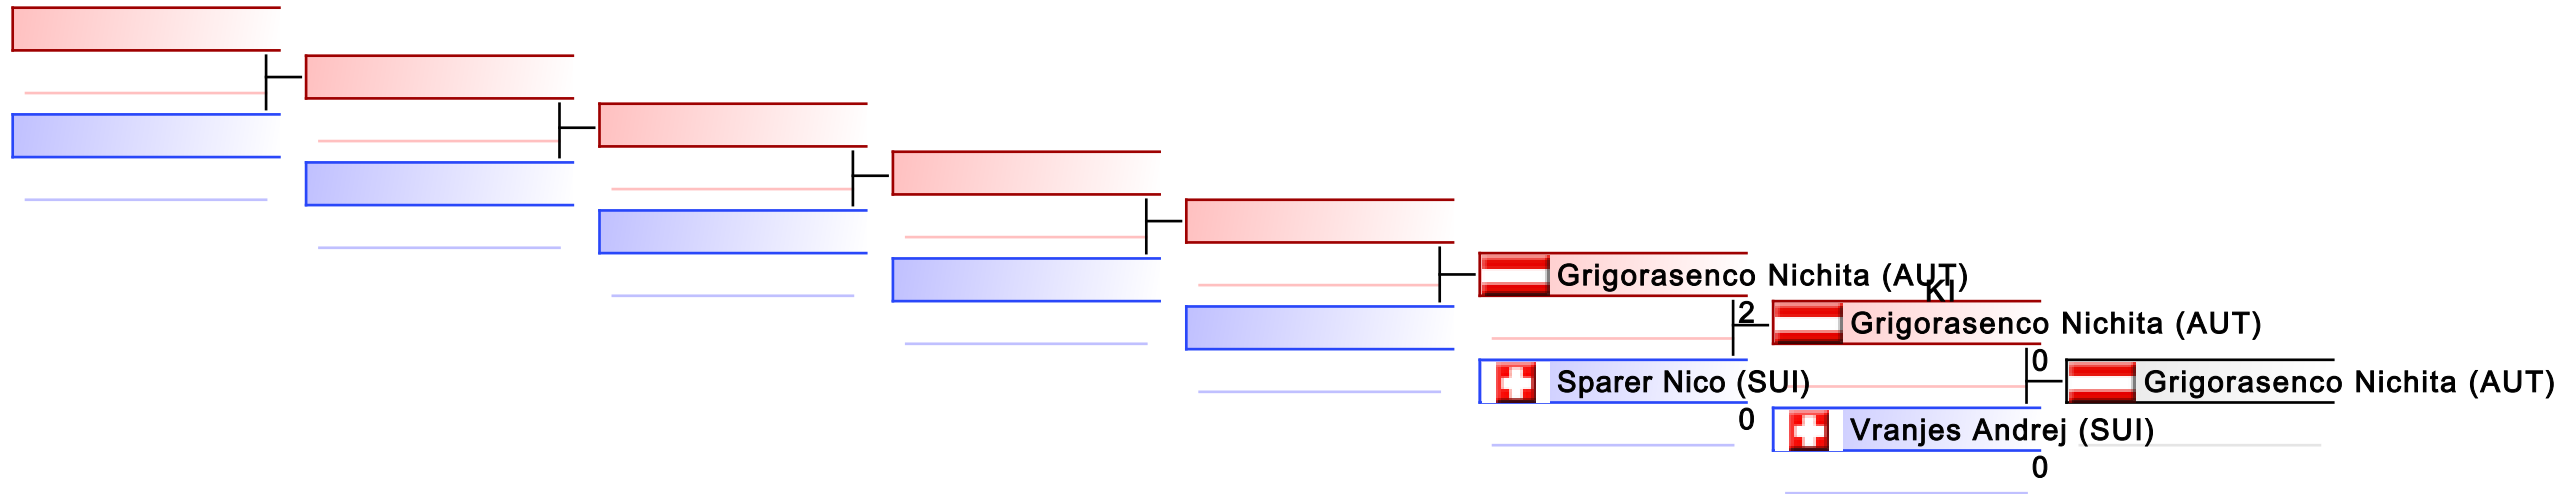 Grigorasenco Nichita (AUT)
KI
2
Grigorasenco Nichita (AUT)
0
Sparer Nico (SUI)
Grigorasenco Nichita (AUT)
0
Vranjes Andrej (SUI)
0